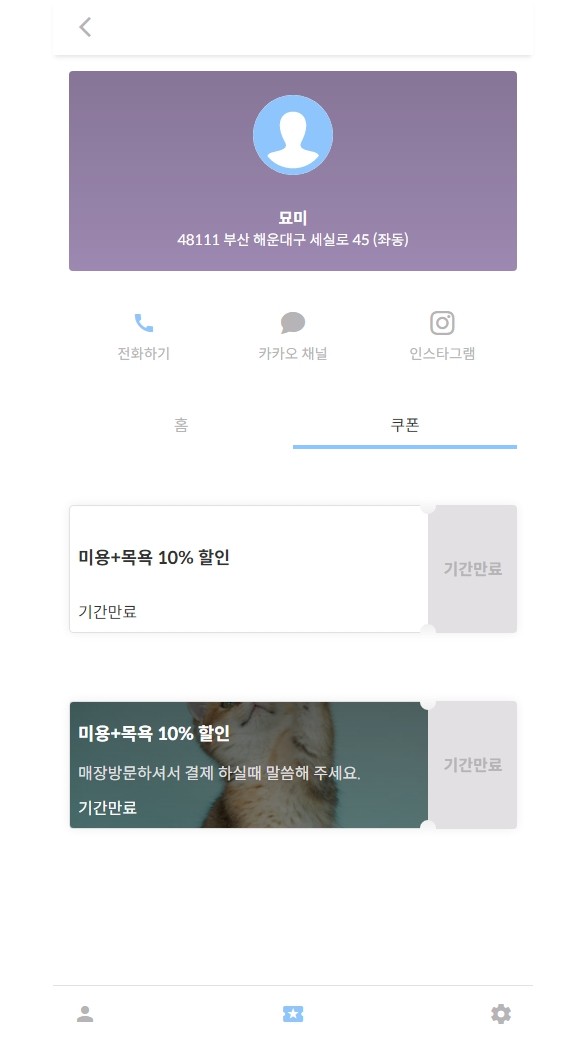 묘미
48111 부산 해운대구 세실로 45 (좌동)
전화하기
카카오 채널
인스타그램
홈
쿠폰
미용+목욕 10% 할인
기간만료
기간만료
미용+목욕 10% 할인
매장방문하셔서 결제 하실때 말씀해 주세요.
기간만료
기간만료